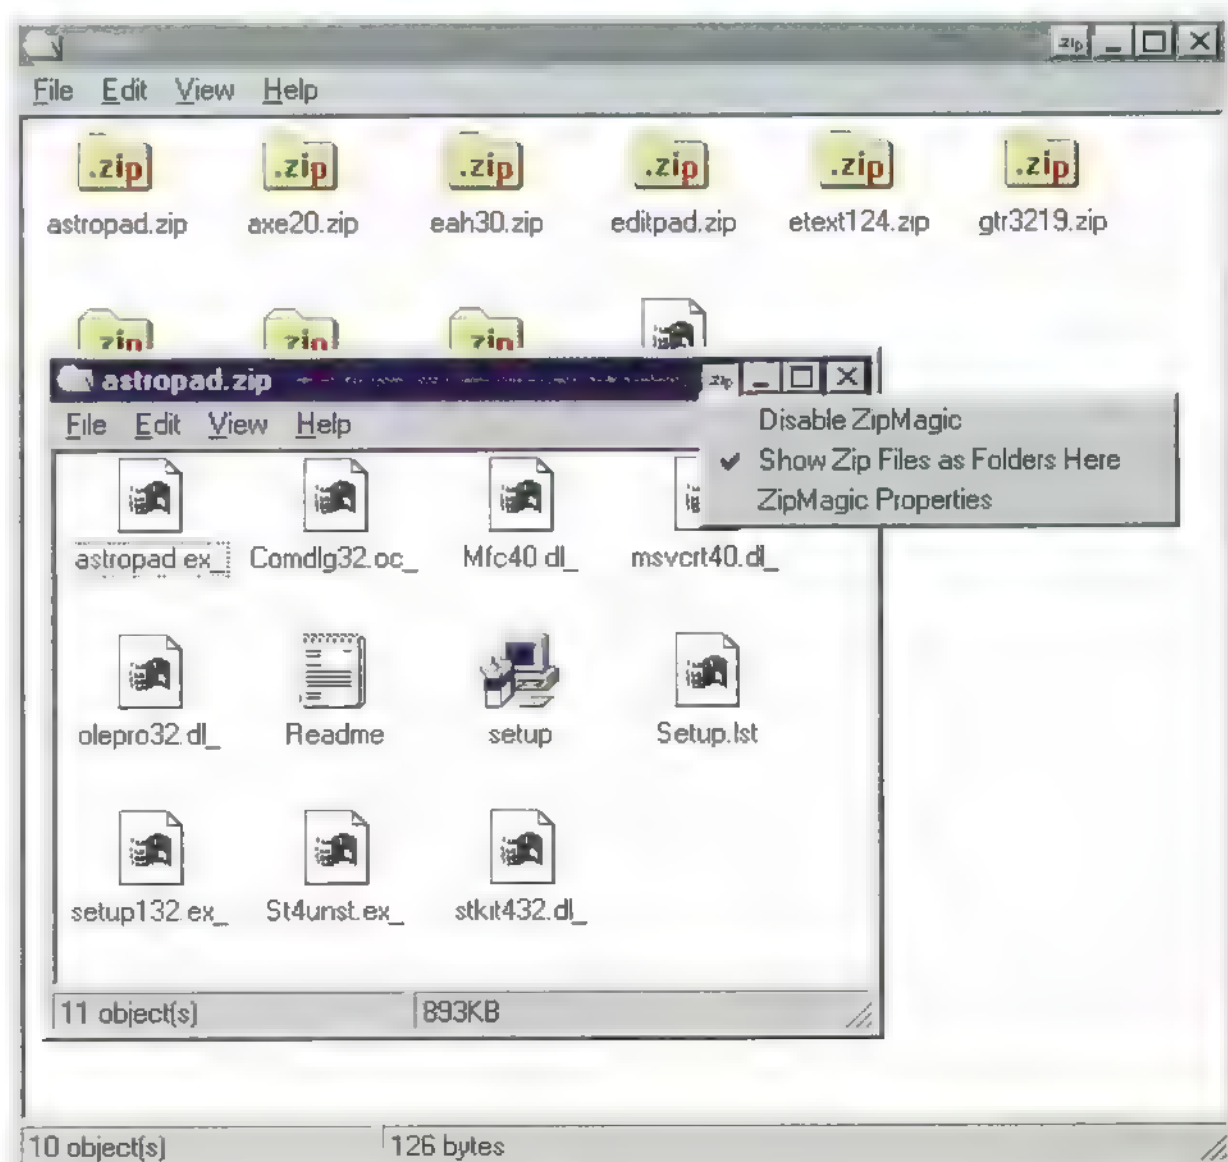 zip
File Edit View Help
.zip .zip .zip .zip .zip .zip
astropad.zip axe20.zip eah30.zip editpad.zip etext124.zip gtr3219.zip
zip zip zip
astropad.zip zip
File Edit View Help
Disable ZipMagic
Show Zip Files as Folders Here
ZipMagic Properties
astropad ex_ Comdlg32.oc_ Mfc40 dl_ msvcrt40.dl_
olepro32.dl_ Readme setup Setup.lst
setup132.ex_ St4unst.ex_ stkit432.dl_
11 object(s) 893KB
10 object(s) 126 bytes